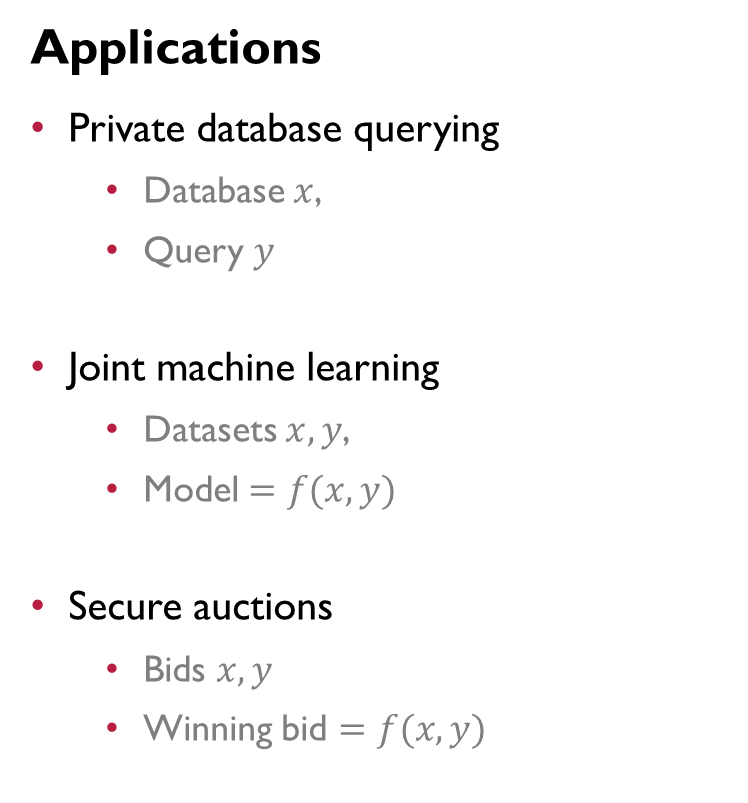 Applications
• Private database querying
• Database x,
• Query y
• Joint machine learning
• Datasets x, y,
• Model = f(x, y)
• Secure auctions
• Bids x, y
• Winning bid = f(x, y)